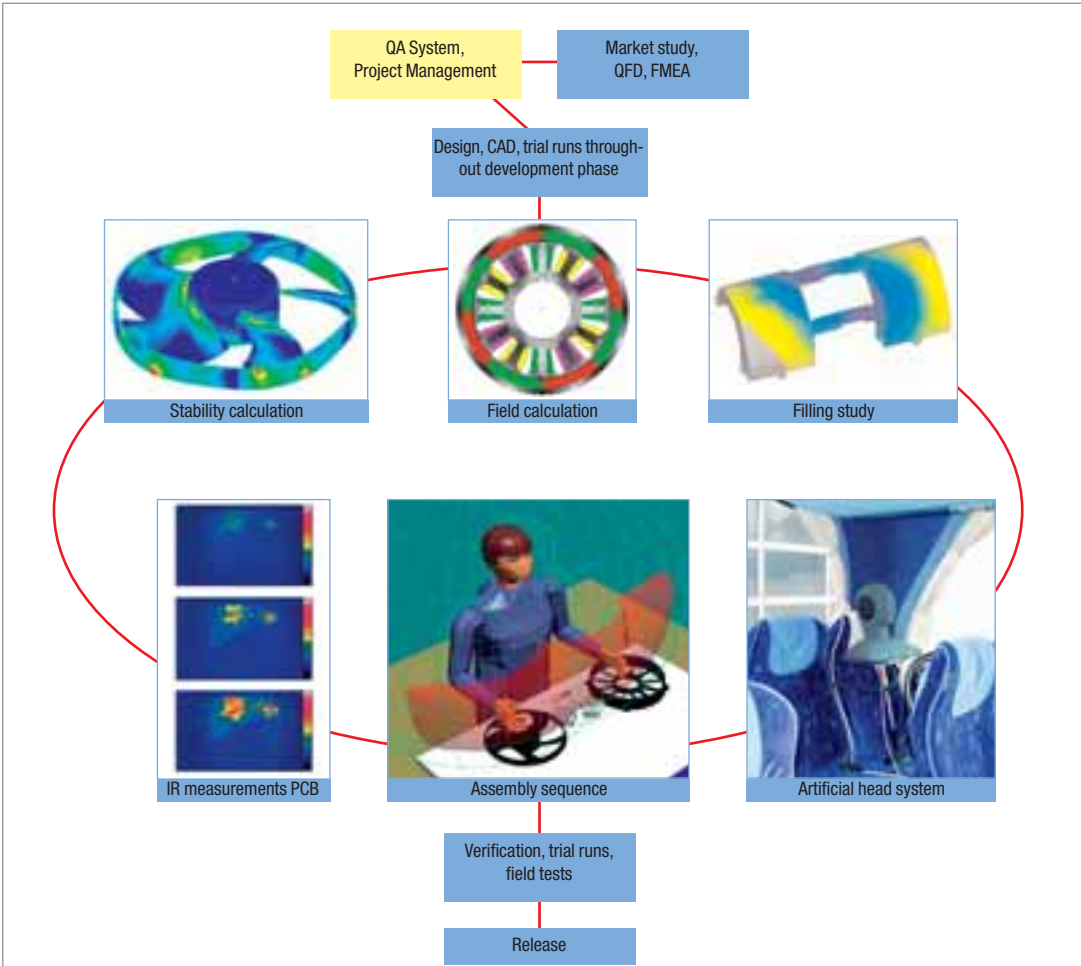 QA System,
Project Management
Market study,
QFD, FMEA
Design, CAD, trial runs through-
out development phase
Stability calculation
Field calculation
Filling study
IR measurements PCB
Assembly sequence
Artificial head system
Verification, trial runs,
field tests
Release